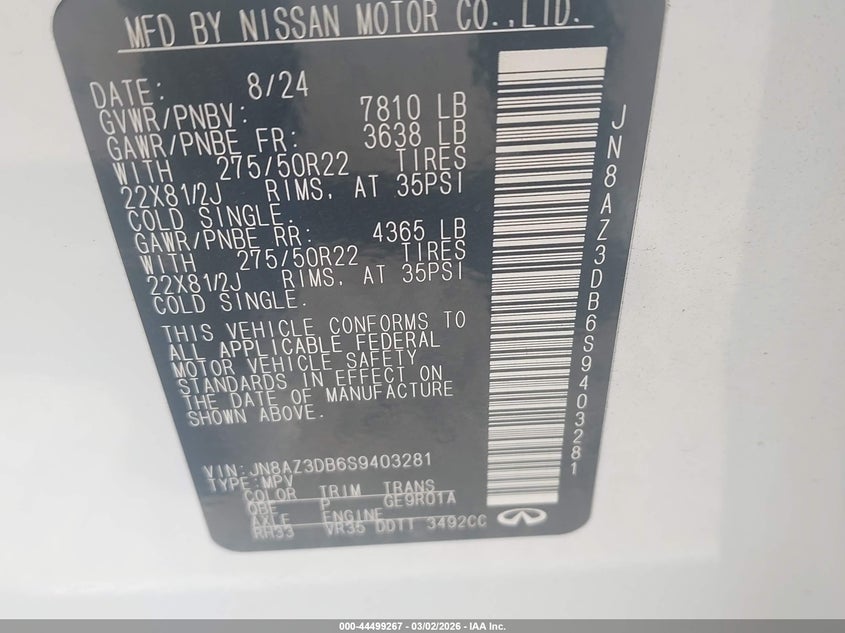 MFD BY NISSAN MOTOR CO.,LTD.
DATE: 8/24
GVWR/PNBV: 7810 LB
GAWR/PNBE FR: 3638 LB
WITH 275/50R22 TIRES
22X81/2J RIMS, AT 35PSI
COLD SINGLE.
GAWR/PNBE RR: 4365 LB
WITH 275/50R22 TIRES
22X81/2J RIMS, AT 35PSI
COLD SINGLE.
THIS VEHICLE CONFORMS TO
ALL APPLICABLE FEDERAL
MOTOR VEHICLE SAFETY
STANDARDS IN EFFECT ON
THE DATE OF MANUFACTURE
SHOWN ABOVE.
VIN: JN8AZ3DB6S9403281
TYPE: MPV
COLOR TRIM TRANS
QBE P GE9R01A
AXLE ENGINE
RH33 VR35 DDTT 3492CC
JN8AZ3DB6S9403281
000-44499267 - 03/02/2026 - IAA Inc.